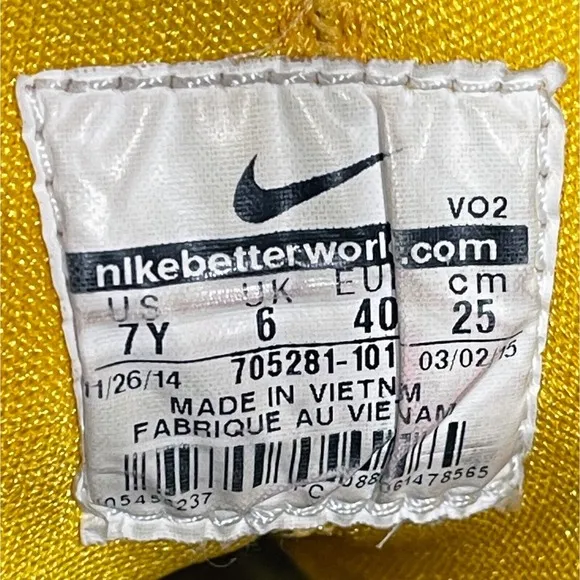 VO2
nikebetterworld.com
US UK EU cm
7Y 6 40 25
11/26/14 705281-101 03/02/15
MADE IN VIETNAM
FABRIQUE AU VIETNAM